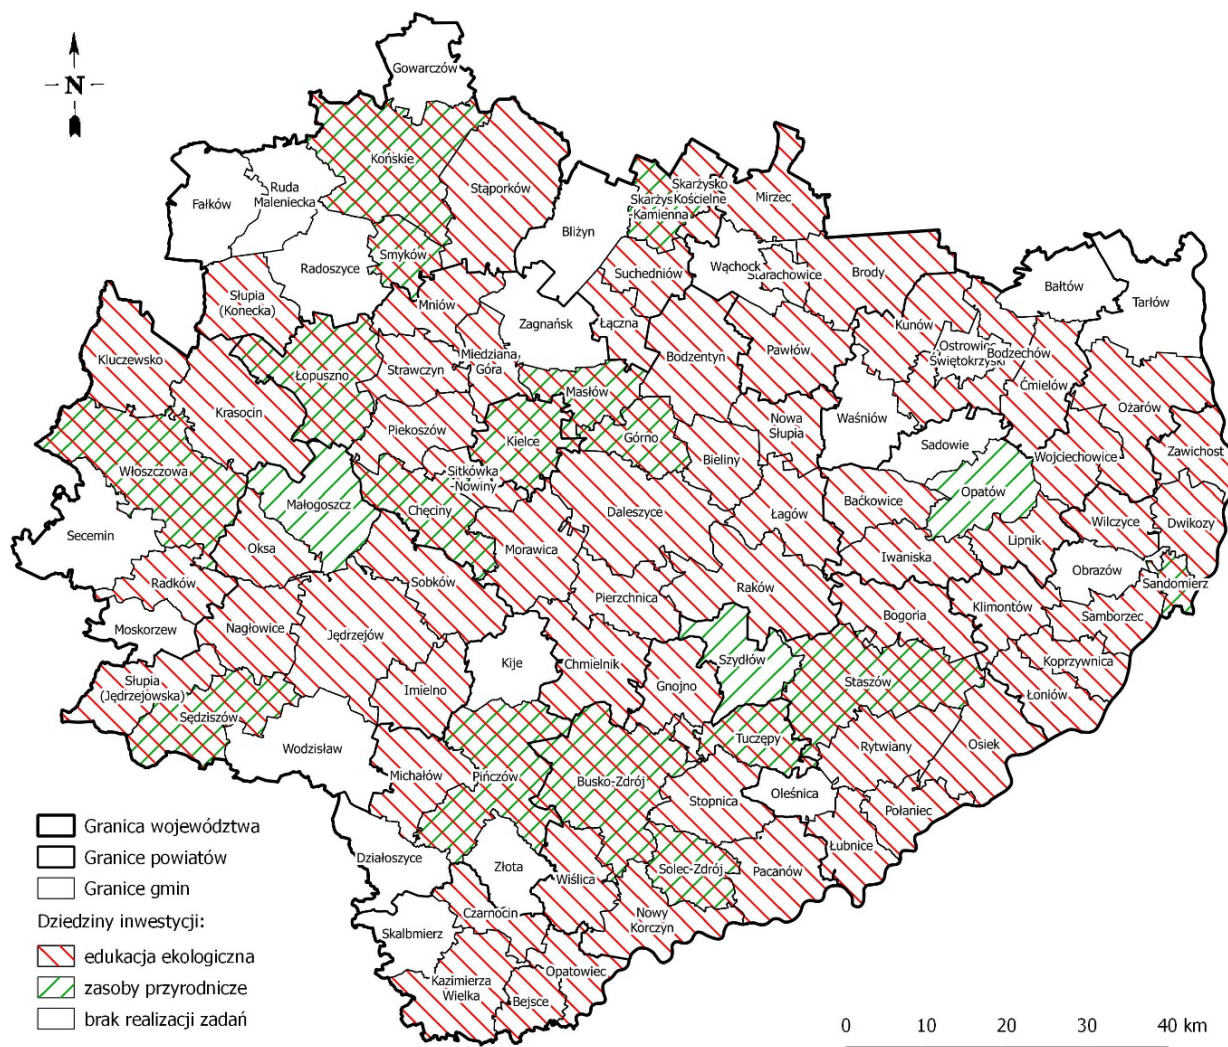 N
Gowarczów
Końskie
Stąporków
Ruda
Maleniecka
Fałków
Radoszyce
Smyków
Słupia
(Konecka)
Bliżyn
Skarżys
-Kamienna
Skarżysko
Kościelne
Mirzec
Suchedniów
Wąchock
Starachowice
Brody
Bałtów
Tarłów
Mniów
Zagnańsk
Łączna
Kluczewsko
Krasocin
Łopuszno
Strawczyn
Miedziana
Góra
Bodzentyn
Pawłów
Kunów
Ostrowiec
Świętokrzyski
Bodzechów
Ćmielów
Ożarów
Masłów
Piekoszów
Kielce
Górno
Nowa
Słupia
Waśniów
Sadowie
Wojciechowice
Zawichost
Włoszczowa
Małogoszcz
Chęciny
Sitkówka
-Nowiny
Bieliny
Daleszyce
Łagów
Baćkowice
Opatów
Wilczyce
Dwikozy
Secemin
Oksa
Morawica
Iwaniska
Lipnik
Obrazów
Sandomierz
Radków
Sobków
Pierzchnica
Raków
Bogoria
Klimontów
Samborzec
Moskorzew
Nagłowice
Jędrzejów
Kije
Chmielnik
Gnojno
Szydłów
Staszów
Koprzywnica
Łoniów
Słupia
(Jędrzejowska)
Imielno
Sędziszów
Wodzisław
Michałów
Pińczów
Busko-Zdrój
Tuczępy
Rytwiany
Osiek
Stopnica
Oleśnica
Połaniec
Łubnice
Działoszyce
Złota
Wiślica
Solec-Zdrój
Pacanów
Skalbmierz
Czarnocin
Nowy
Korczyn
Kazimierza
Wielka
Bejsce
Opatowiec
Granica województwa
Granice powiatów
Granice gmin
Dziedziny inwestycji:
edukacja ekologiczna
zasoby przyrodnicze
brak realizacji zadań
0 10 20 30 40 km